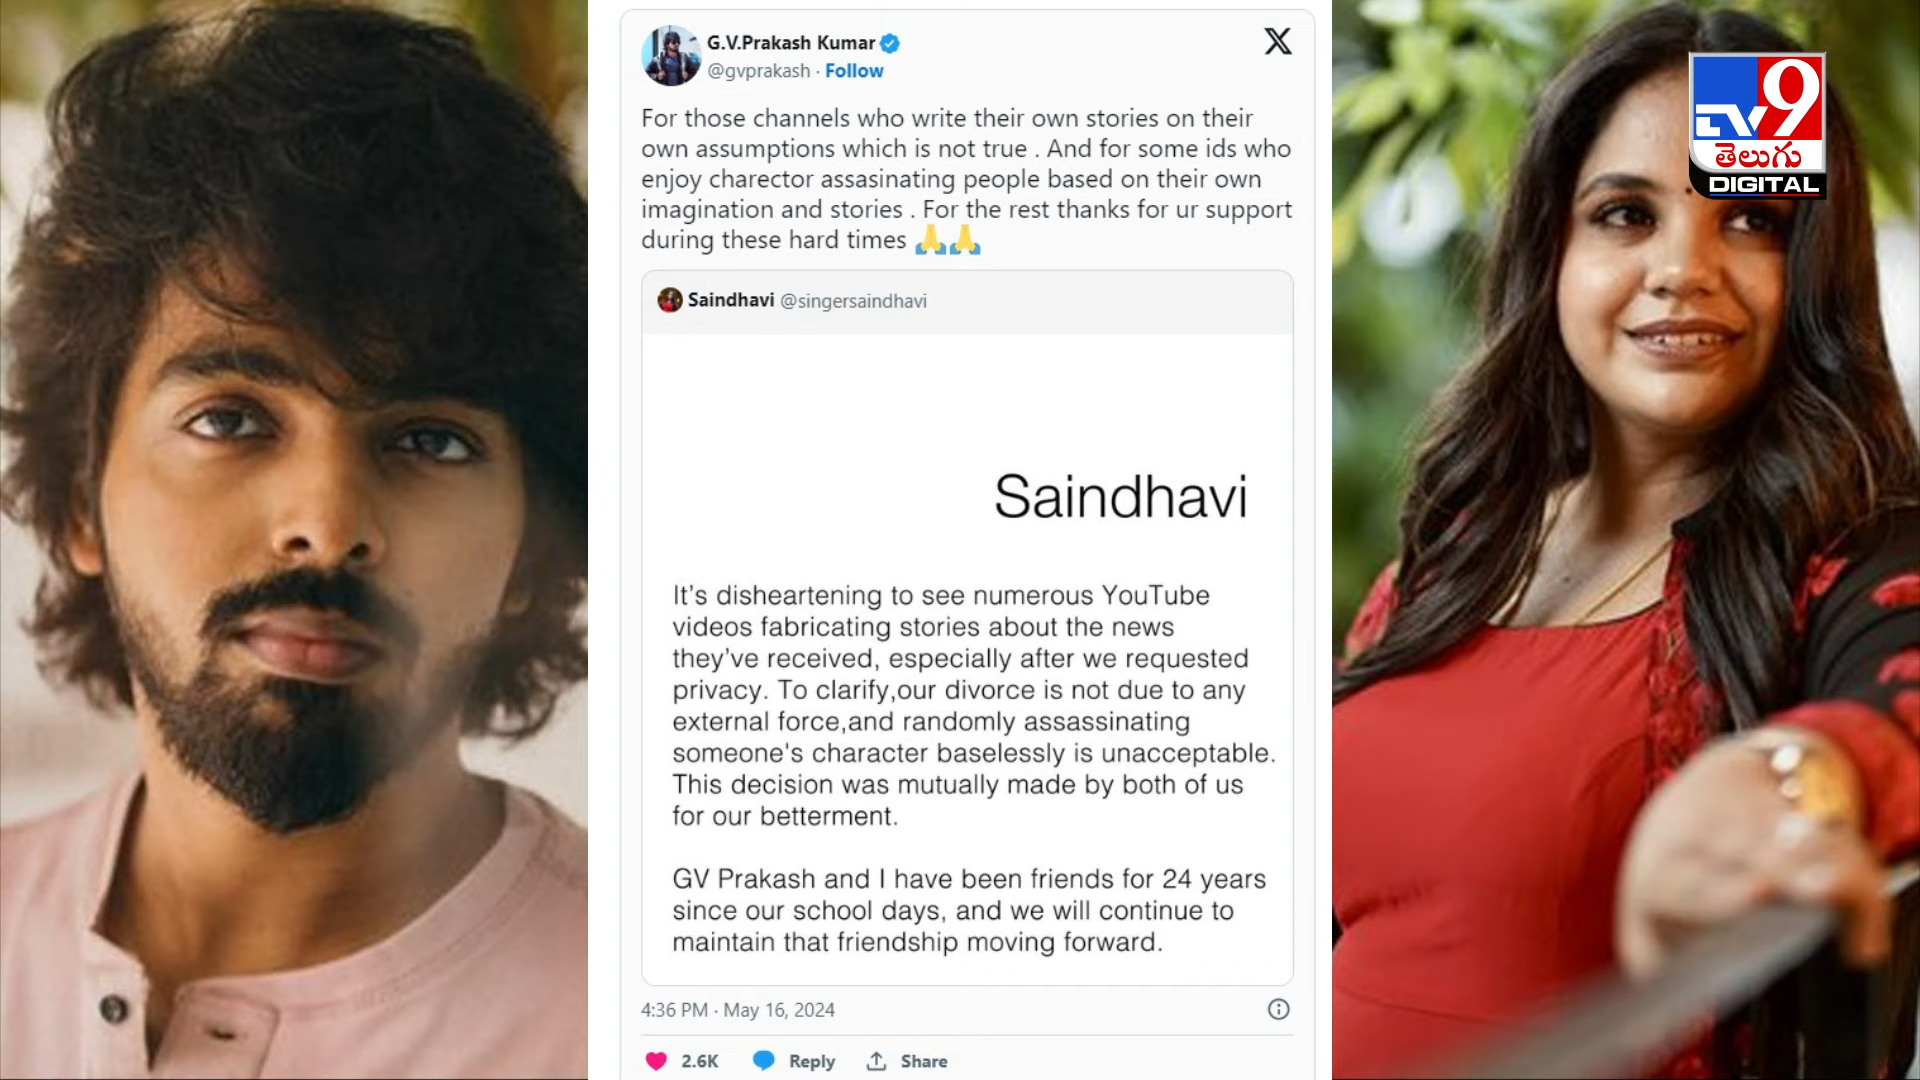 G.V.Prakash Kumar
@gvprakash · Follow
X
For those channels who write their own stories on their
own assumptions which is not true . And for some ids who
enjoy charector assasinating people based on their own
imagination and stories . For the rest thanks for ur support
during these hard times 🙏🙏
Saindhavi @singersaindhavi
Saindhavi
It’s disheartening to see numerous YouTube
videos fabricating stories about the news
they’ve received, especially after we requested
privacy. To clarify,our divorce is not due to any
external force,and randomly assassinating
someone's character baselessly is unacceptable.
This decision was mutually made by both of us
for our betterment.
GV Prakash and I have been friends for 24 years
since our school days, and we will continue to
maintain that friendship moving forward.
4:36 PM · May 16, 2024
2.6K Reply Share
TV9
తెలుగు
DIGITAL